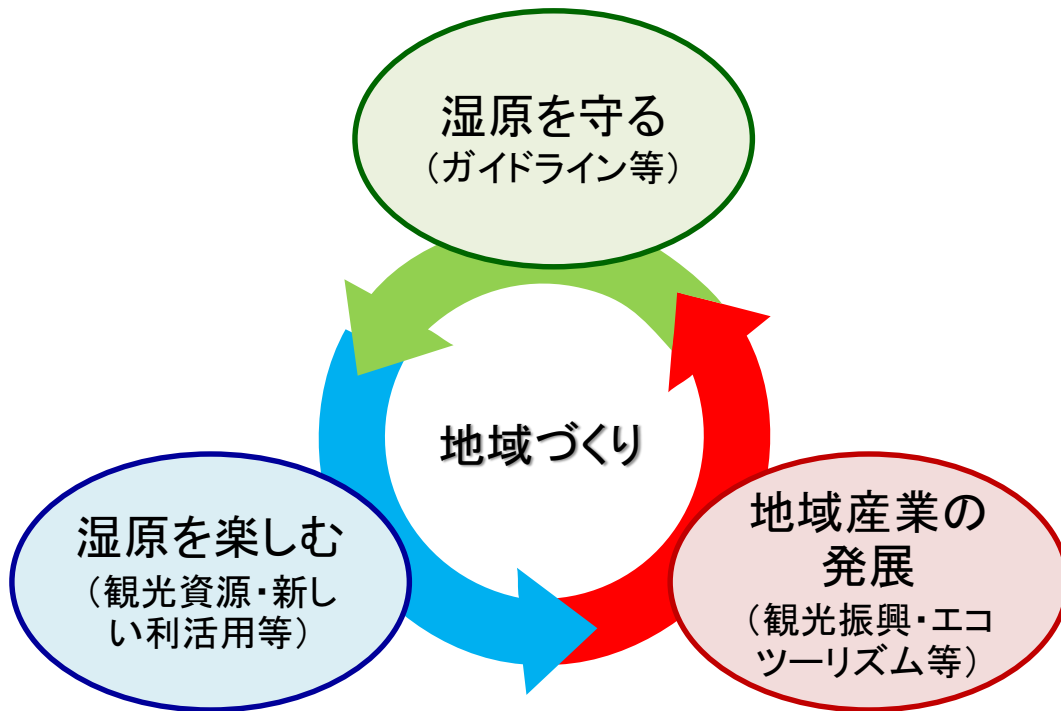 湿原を守る
（ガイドライン等）
地域づくり
湿原を楽しむ
（観光資源・新し
い利活用等）
地域産業の
発展
（観光振興・エコ
ツーリズム等）